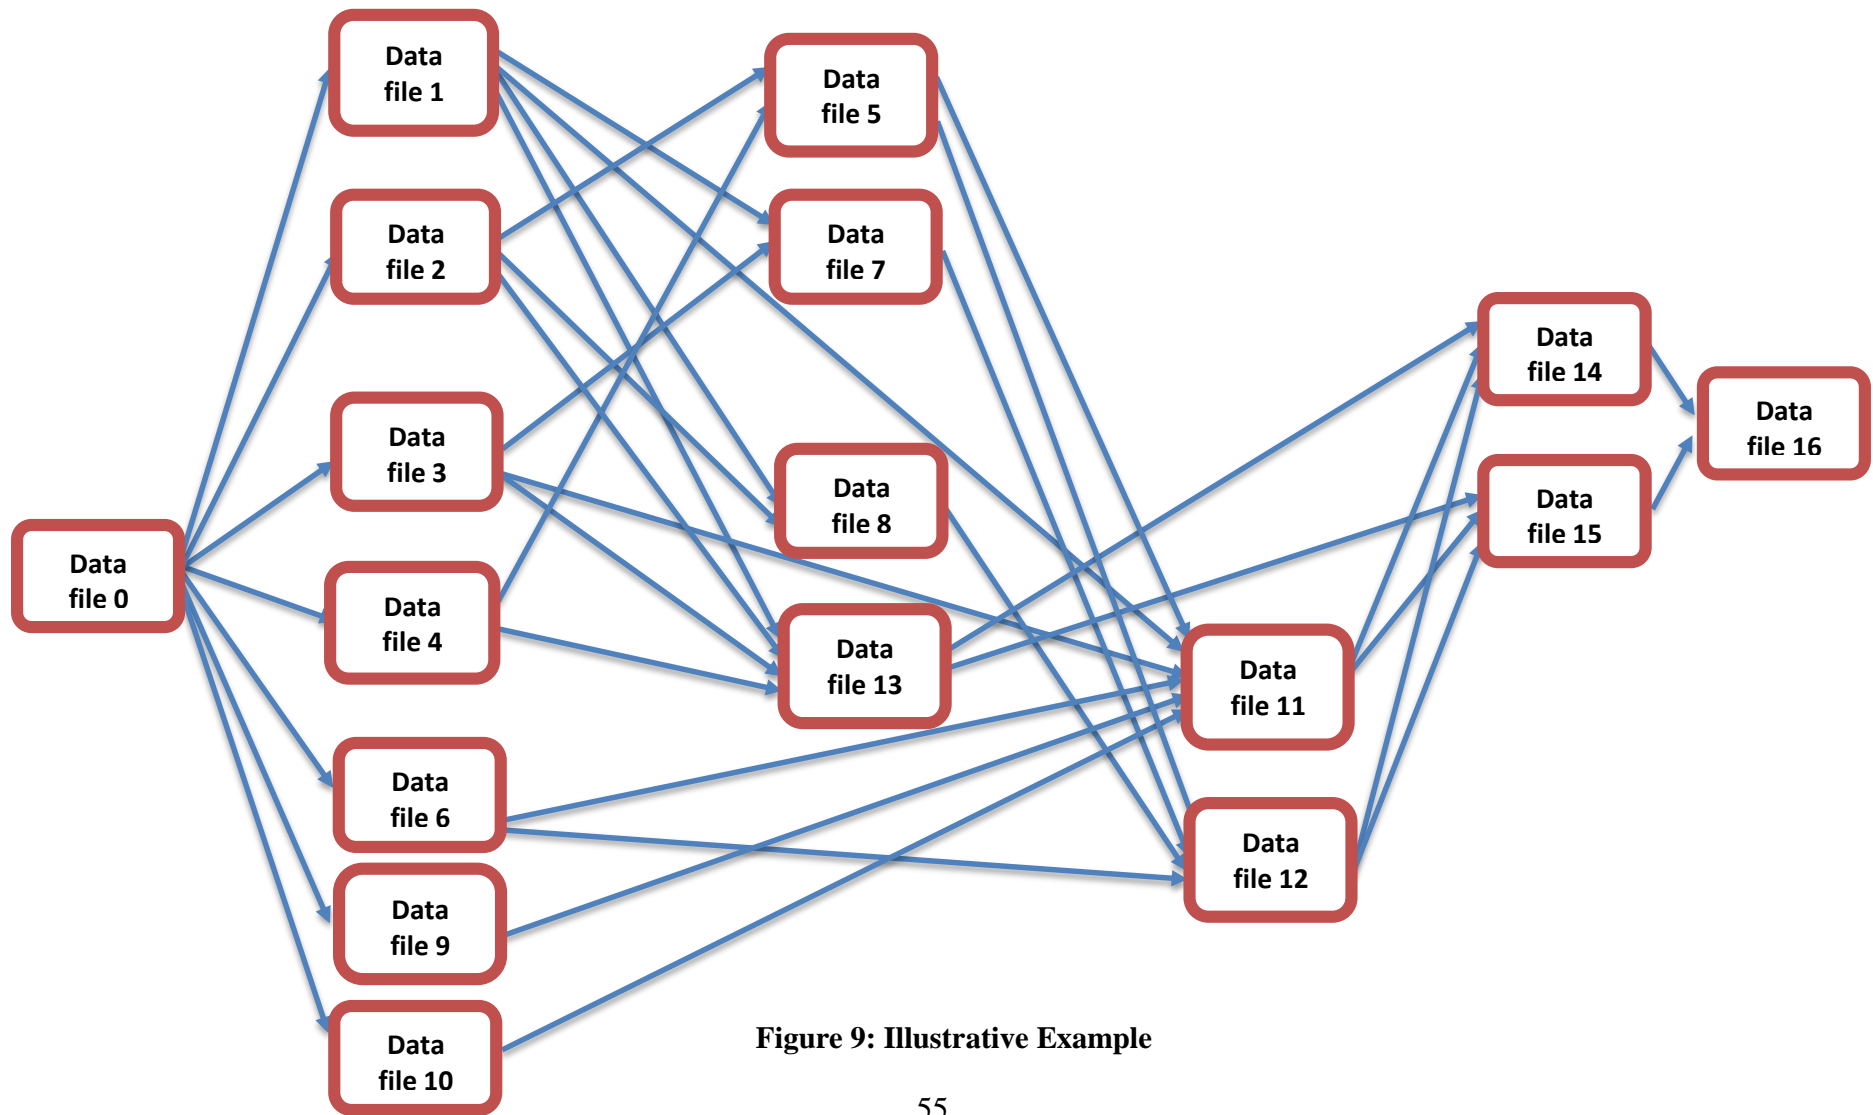 Data
file 0
Data
file 1
Data
file 2
Data
file 3
Data
file 4
Data
file 6
Data
file 9
Data
file 10
Data
file 5
Data
file 7
Data
file 8
Data
file 13
Data
file 11
Data
file 12
Data
file 14
Data
file 15
Data
file 16
Figure 9: Illustrative Example
55